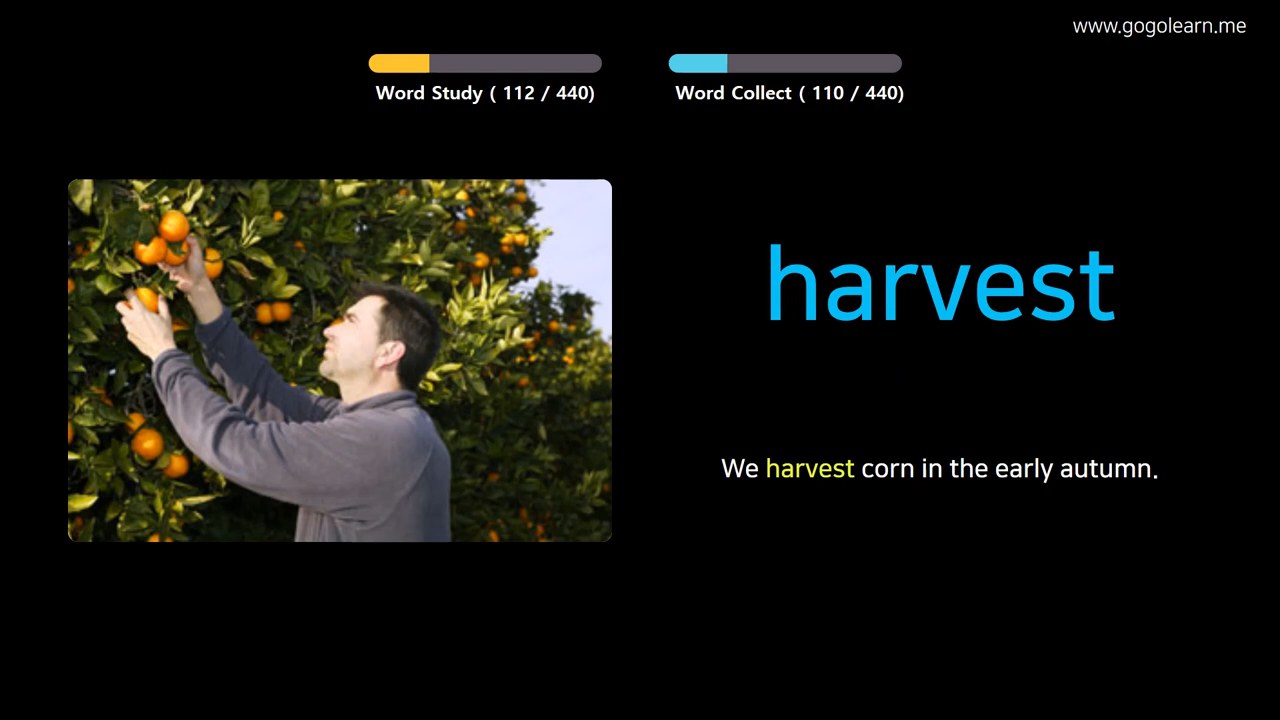 www.gogolearn.me
Word Study ( 112 / 440)
Word Collect ( 110 / 440)
harvest
We harvest corn in the early autumn.